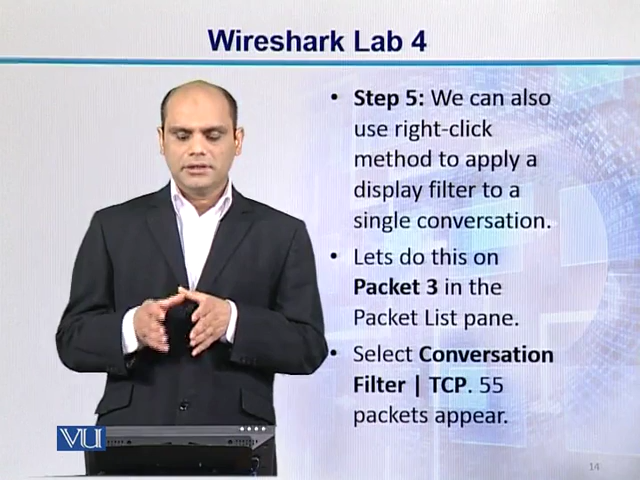 Wireshark Lab 4
• Step 5: We can also
use right-click
method to apply a
display filter to a
single conversation.
• Lets do this on
Packet 3 in the
Packet List pane.
• Select Conversation
Filter | TCP. 55
packets appear.
VU
14